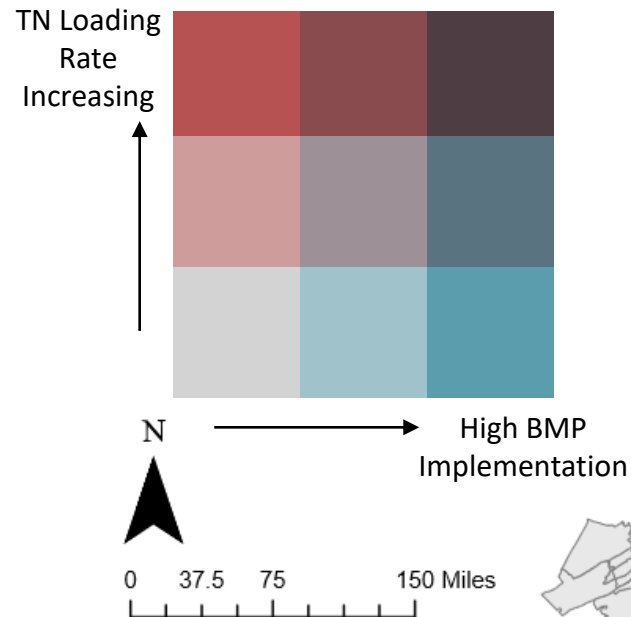 TN Loading
Rate
Increasing
N
High BMP
Implementation
0 37.5 75 150 Miles